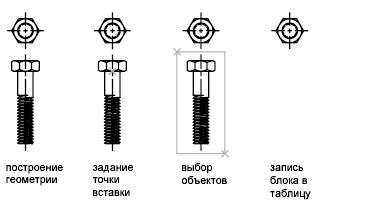 построение
геометрии
задание
точки
вставки
выбор
объектов
запись
блока в
таблицу